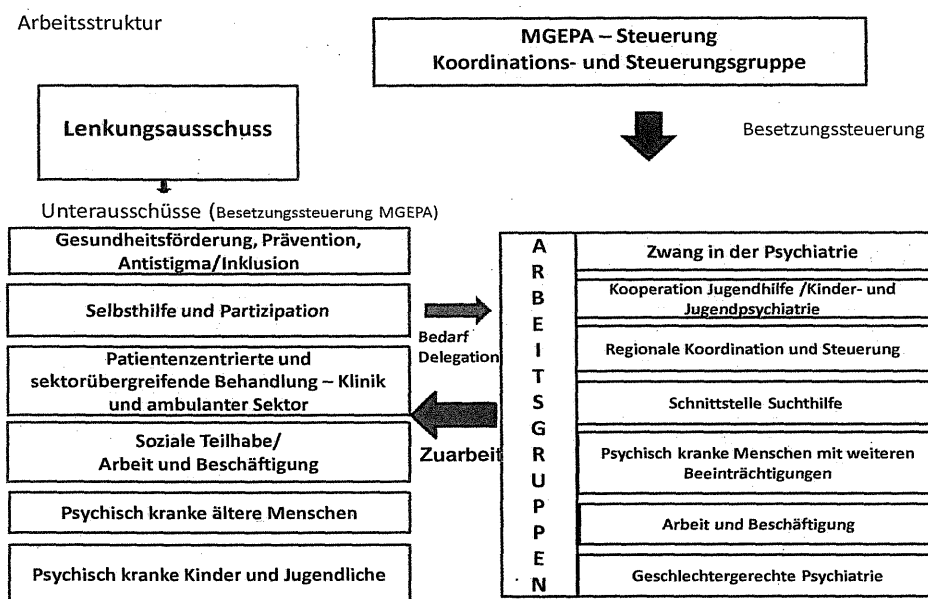 Arbeitsstruktur
MGEPA – Steuerung
Koordinations- und Steuerungsgruppe
Lenkungsausschuss
Besetzungssteuerung
Unterausschüsse (Besetzungssteuerung MGEPA)
Gesundheitsförderung, Prävention,
Antistigma/Inklusion
Selbsthilfe und Partizipation
Patientenzentrierte und
sektorübergreifende Behandlung – Klinik
und ambulanter Sektor
Soziale Teilhabe/
Arbeit und Beschäftigung
Psychisch kranke ältere Menschen
Psychisch kranke Kinder und Jugendliche
Bedarf
Delegation
Zuarbeit
A
R
B
E
I
T
S
G
R
U
P
P
E
N
Zwang in der Psychiatrie
Kooperation Jugendhilfe /Kinder- und
Jugendpsychiatrie
Regionale Koordination und Steuerung
Schnittstelle Suchthilfe
Psychisch kranke Menschen mit weiteren
Beeinträchtigungen
Arbeit und Beschäftigung
Geschlechtergerechte Psychiatrie